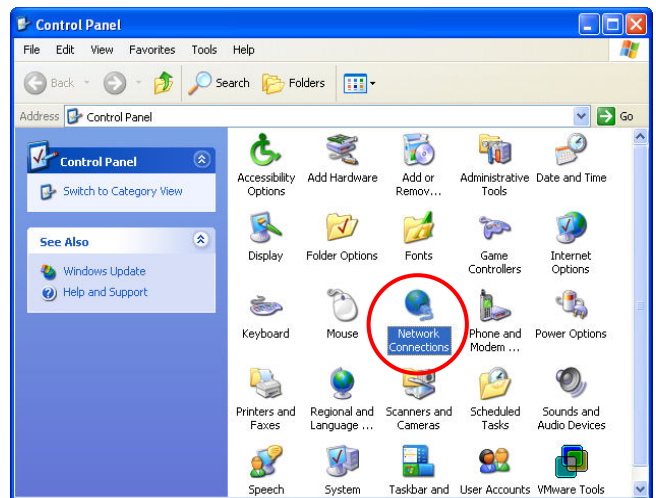 Control Panel
File Edit View Favorites Tools Help
Back Search Folders
Address Control Panel Go
Control Panel
Switch to Category View
See Also
Windows Update
Help and Support
Accessibility Options
Add Hardware
Add or Remov...
Administrative Tools
Date and Time
Display
Folder Options
Fonts
Game Controllers
Internet Options
Keyboard
Mouse
Network Connections
Phone and Modem ...
Power Options
Printers and Faxes
Regional and Language ...
Scanners and Cameras
Scheduled Tasks
Sounds and Audio Devices
Speech
System
Taskbar and
User Accounts
VMware Tools